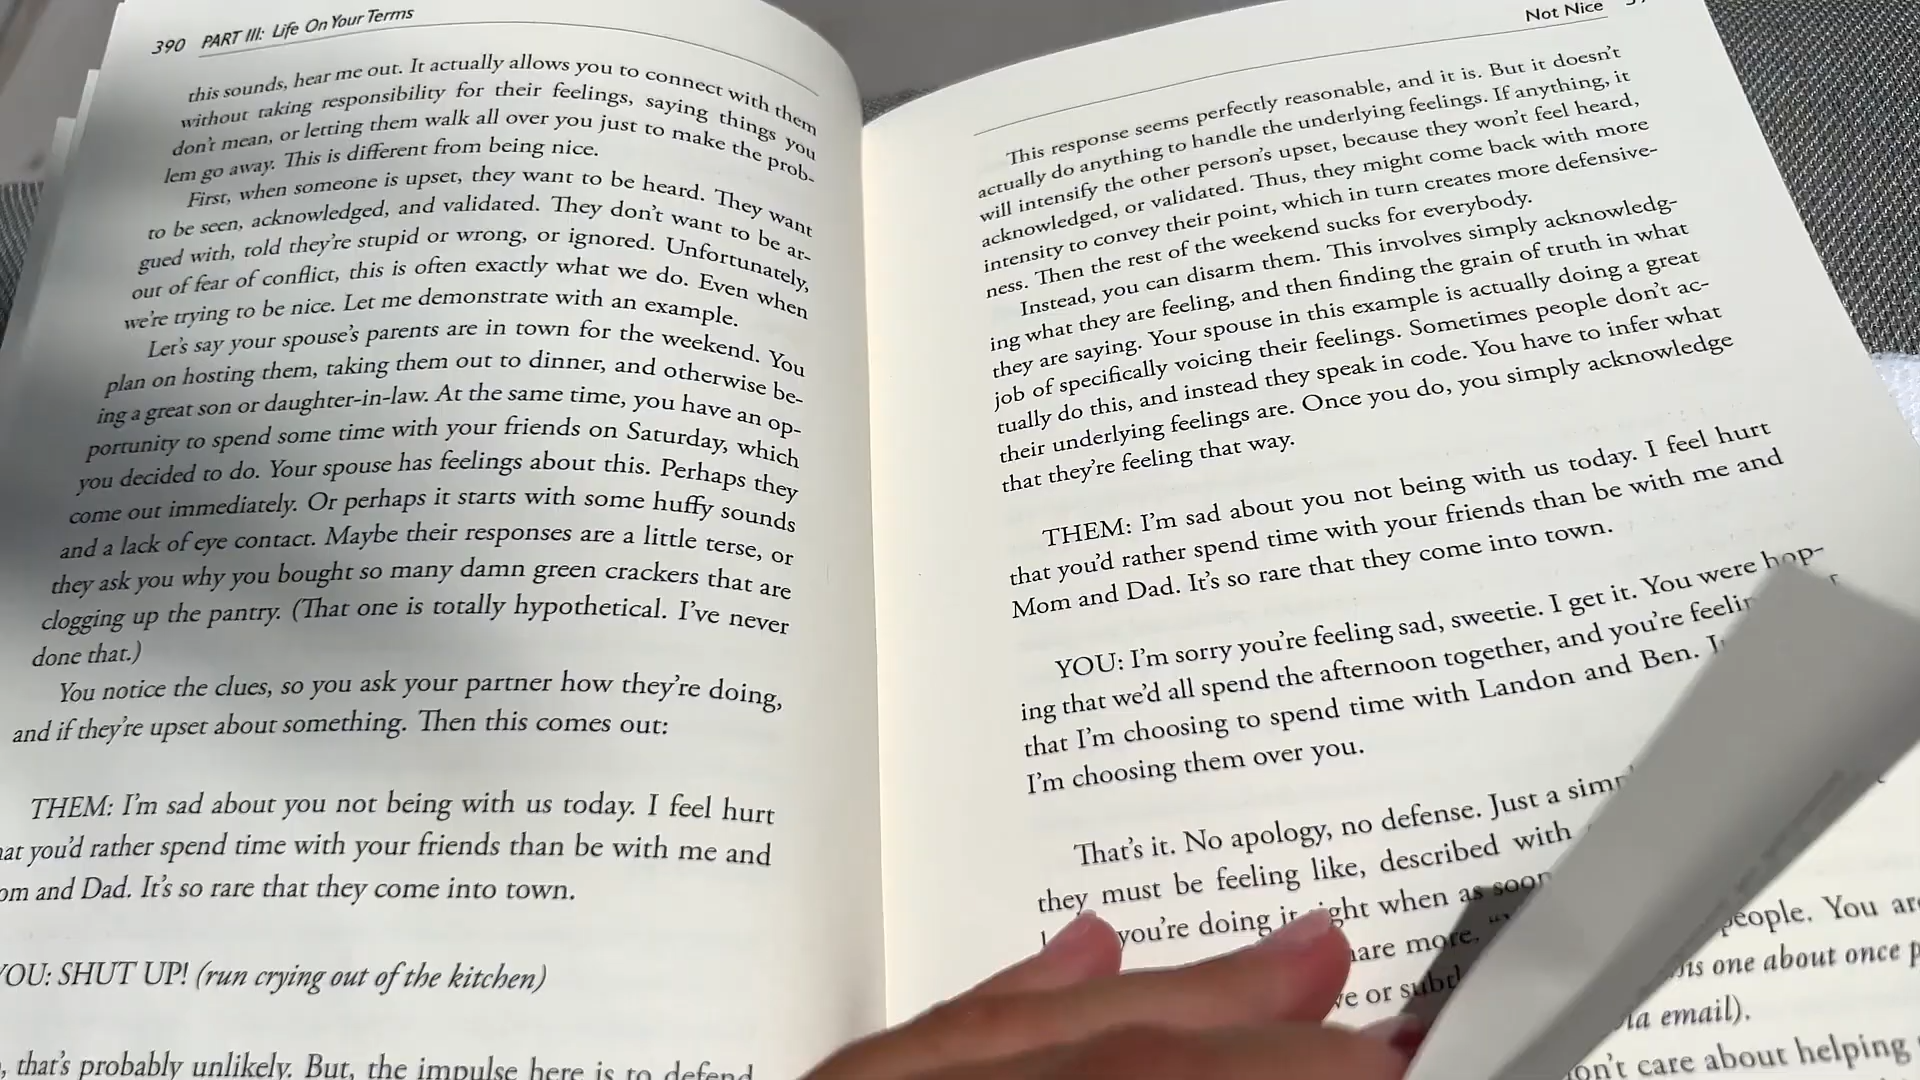 390 PART III: Life On Your Terms
this sounds, hear me out. It actually allows you to connect with them
without taking responsibility for their feelings, saying things you
don't mean, or letting them walk all over you just to make the prob-
lem go away. This is different from being nice.
First, when someone is upset, they want to be heard. They want
to be seen, acknowledged, and validated. They don't want to be ar-
gued with, told they're stupid or wrong, or ignored. Unfortunately,
out of fear of conflict, this is often exactly what we do. Even when
we're trying to be nice. Let me demonstrate with an example.
Let's say your spouse's parents are in town for the weekend. You
plan on hosting them, taking them out to dinner, and otherwise be-
ing a great son or daughter-in-law. At the same time, you have an op-
portunity to spend some time with your friends on Saturday, which
you decided to do. Your spouse has feelings about this. Perhaps they
come out immediately. Or perhaps it starts with some huffy sounds
and a lack of eye contact. Maybe their responses are a little terse, or
they ask you why you bought so many damn green crackers that are
clogging up the pantry. (That one is totally hypothetical. I've never
done that.)
You notice the clues, so you ask your partner how they're doing,
and if they're upset about something. Then this comes out:
THEM: I'm sad about you not being with us today. I feel hurt
you'd rather spend time with your friends than be with me and
and Dad. It's so rare that they come into town.
YOU: SHUT UP! (run crying out of the kitchen)
that's probably unlikely. But, the impulse here is to defend
Not Nice
This response seems perfectly reasonable, and it is. But it doesn't
actually do anything to handle the underlying feelings. If anything, it
will intensify the other person's upset, because they won't feel heard,
acknowledged, or validated. Thus, they might come back with more
intensity to convey their point, which in turn creates more defensive-
ness. Then the rest of the weekend sucks for everybody.
Instead, you can disarm them. This involves simply acknowledg-
ing what they are feeling, and then finding the grain of truth in what
they are saying. Your spouse in this example is actually doing a great
job of specifically voicing their feelings. Sometimes people don't ac-
tually do this, and instead they speak in code. You have to infer what
their underlying feelings are. Once you do, you simply acknowledge
that they're feeling that way.
THEM: I'm sad about you not being with us today. I feel hurt
that you'd rather spend time with your friends than be with me and
Mom and Dad. It's so rare that they come into town.
YOU: I'm sorry you're feeling sad, sweetie. I get it. You were hop-
ing that we'd all spend the afternoon together, and you're
that I'm choosing to spend time with Landon and Ben.
I'm choosing them over you.
That's it. No apology, no defense. Just a
they must be feeling like, described with
you're doing it right when as soon
more.
or
people. You
one about once
email).
care about helping